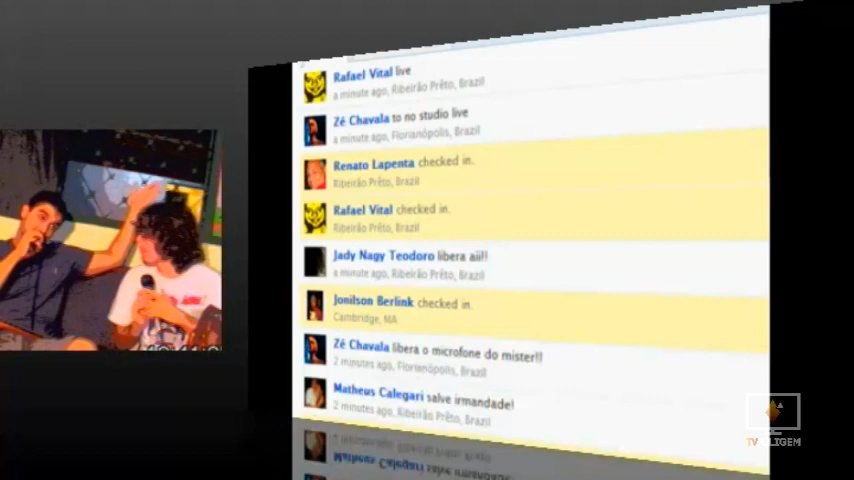 Rafael Vital live
a minute ago, Ribeirão Prêto, Brazil
Zé Chavala to no studio live
a minute ago, Florianópolis, Brazil
Renato Lapenta checked in.
Ribeirão Prêto, Brazil
Rafael Vital checked in.
Ribeirão Prêto, Brazil
Jady Nagy Teodoro libera aii!!
a minute ago, Ribeirão Prêto, Brazil
Jonilson Berlink checked in.
Cambridge, MA
Zé Chavala libera o microfone do mister!!
2 minutes ago, Florianópolis, Brazil
Matheus Calegari salve irmandade!
2 minutes ago, Ribeirão Prêto, Brazil